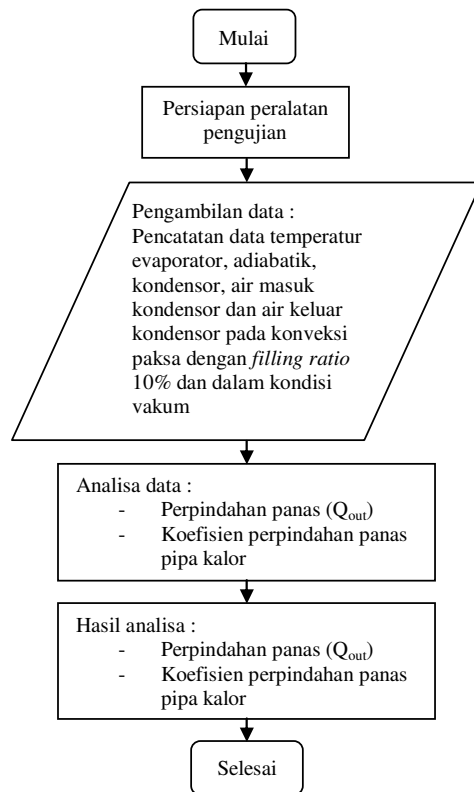 Mulai
Persiapan peralatan
pengujian
Pengambilan data :
Pencatatan data temperatur
evaporator, adiabatik,
kondensor, air masuk
kondensor dan air keluar
kondensor pada konveksi
paksa dengan filling ratio
10% dan dalam kondisi
vakum
Analisa data :
- Perpindahan panas (Qout)
- Koefisien perpindahan panas
pipa kalor
Hasil analisa :
- Perpindahan panas (Qout)
- Koefisien perpindahan panas
pipa kalor
Selesai